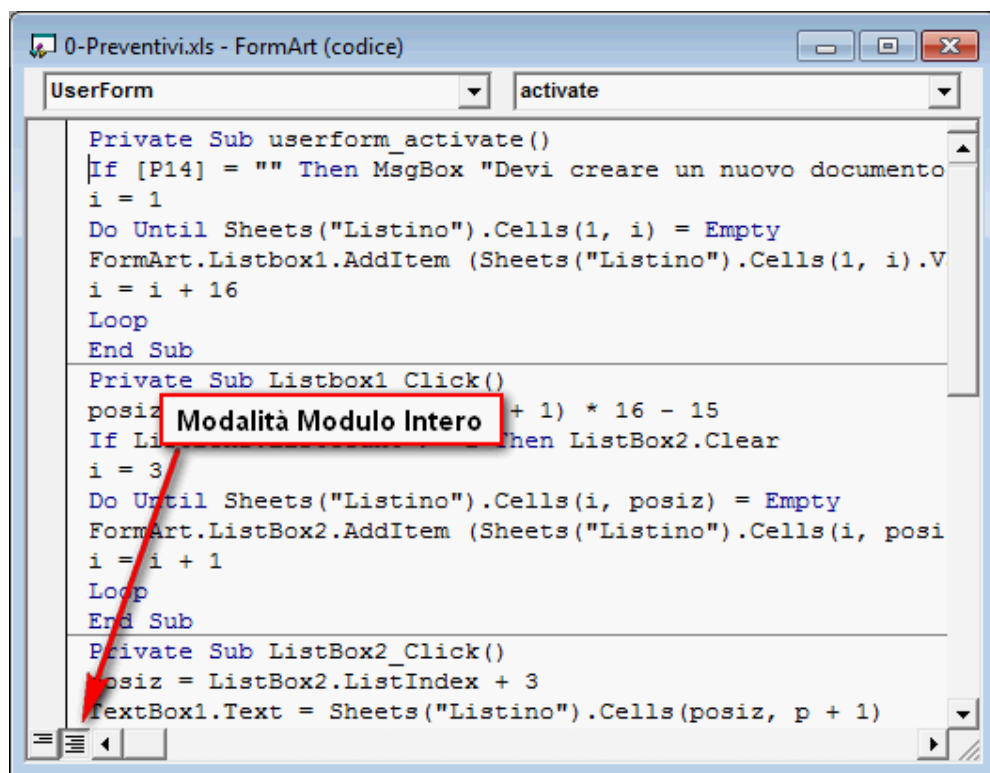 0-Preventivi.xls - FormArt (codice)
UserForm
activate
Private Sub userform_activate()
If [P14] = "" Then MsgBox "Devi creare un nuovo documento
i = 1
Do Until Sheets("Listino").Cells(1, i) = Empty
FormArt.Listbox1.AddItem (Sheets("Listino").Cells(1, i).V
i = i + 16
Loop
End Sub
Private Sub Listbox1_Click()
posiz + 1) * 16 - 15
Modalità Modulo Intero
If Then ListBox2.Clear
i = 3
Do Until Sheets("Listino").Cells(i, posiz) = Empty
FormArt.ListBox2.AddItem (Sheets("Listino").Cells(i, posi
i = i + 1
Loop
End Sub
Private Sub ListBox2_Click()
posiz = ListBox2.ListIndex + 3
TextBox1.Text = Sheets("Listino").Cells(posiz, p + 1)